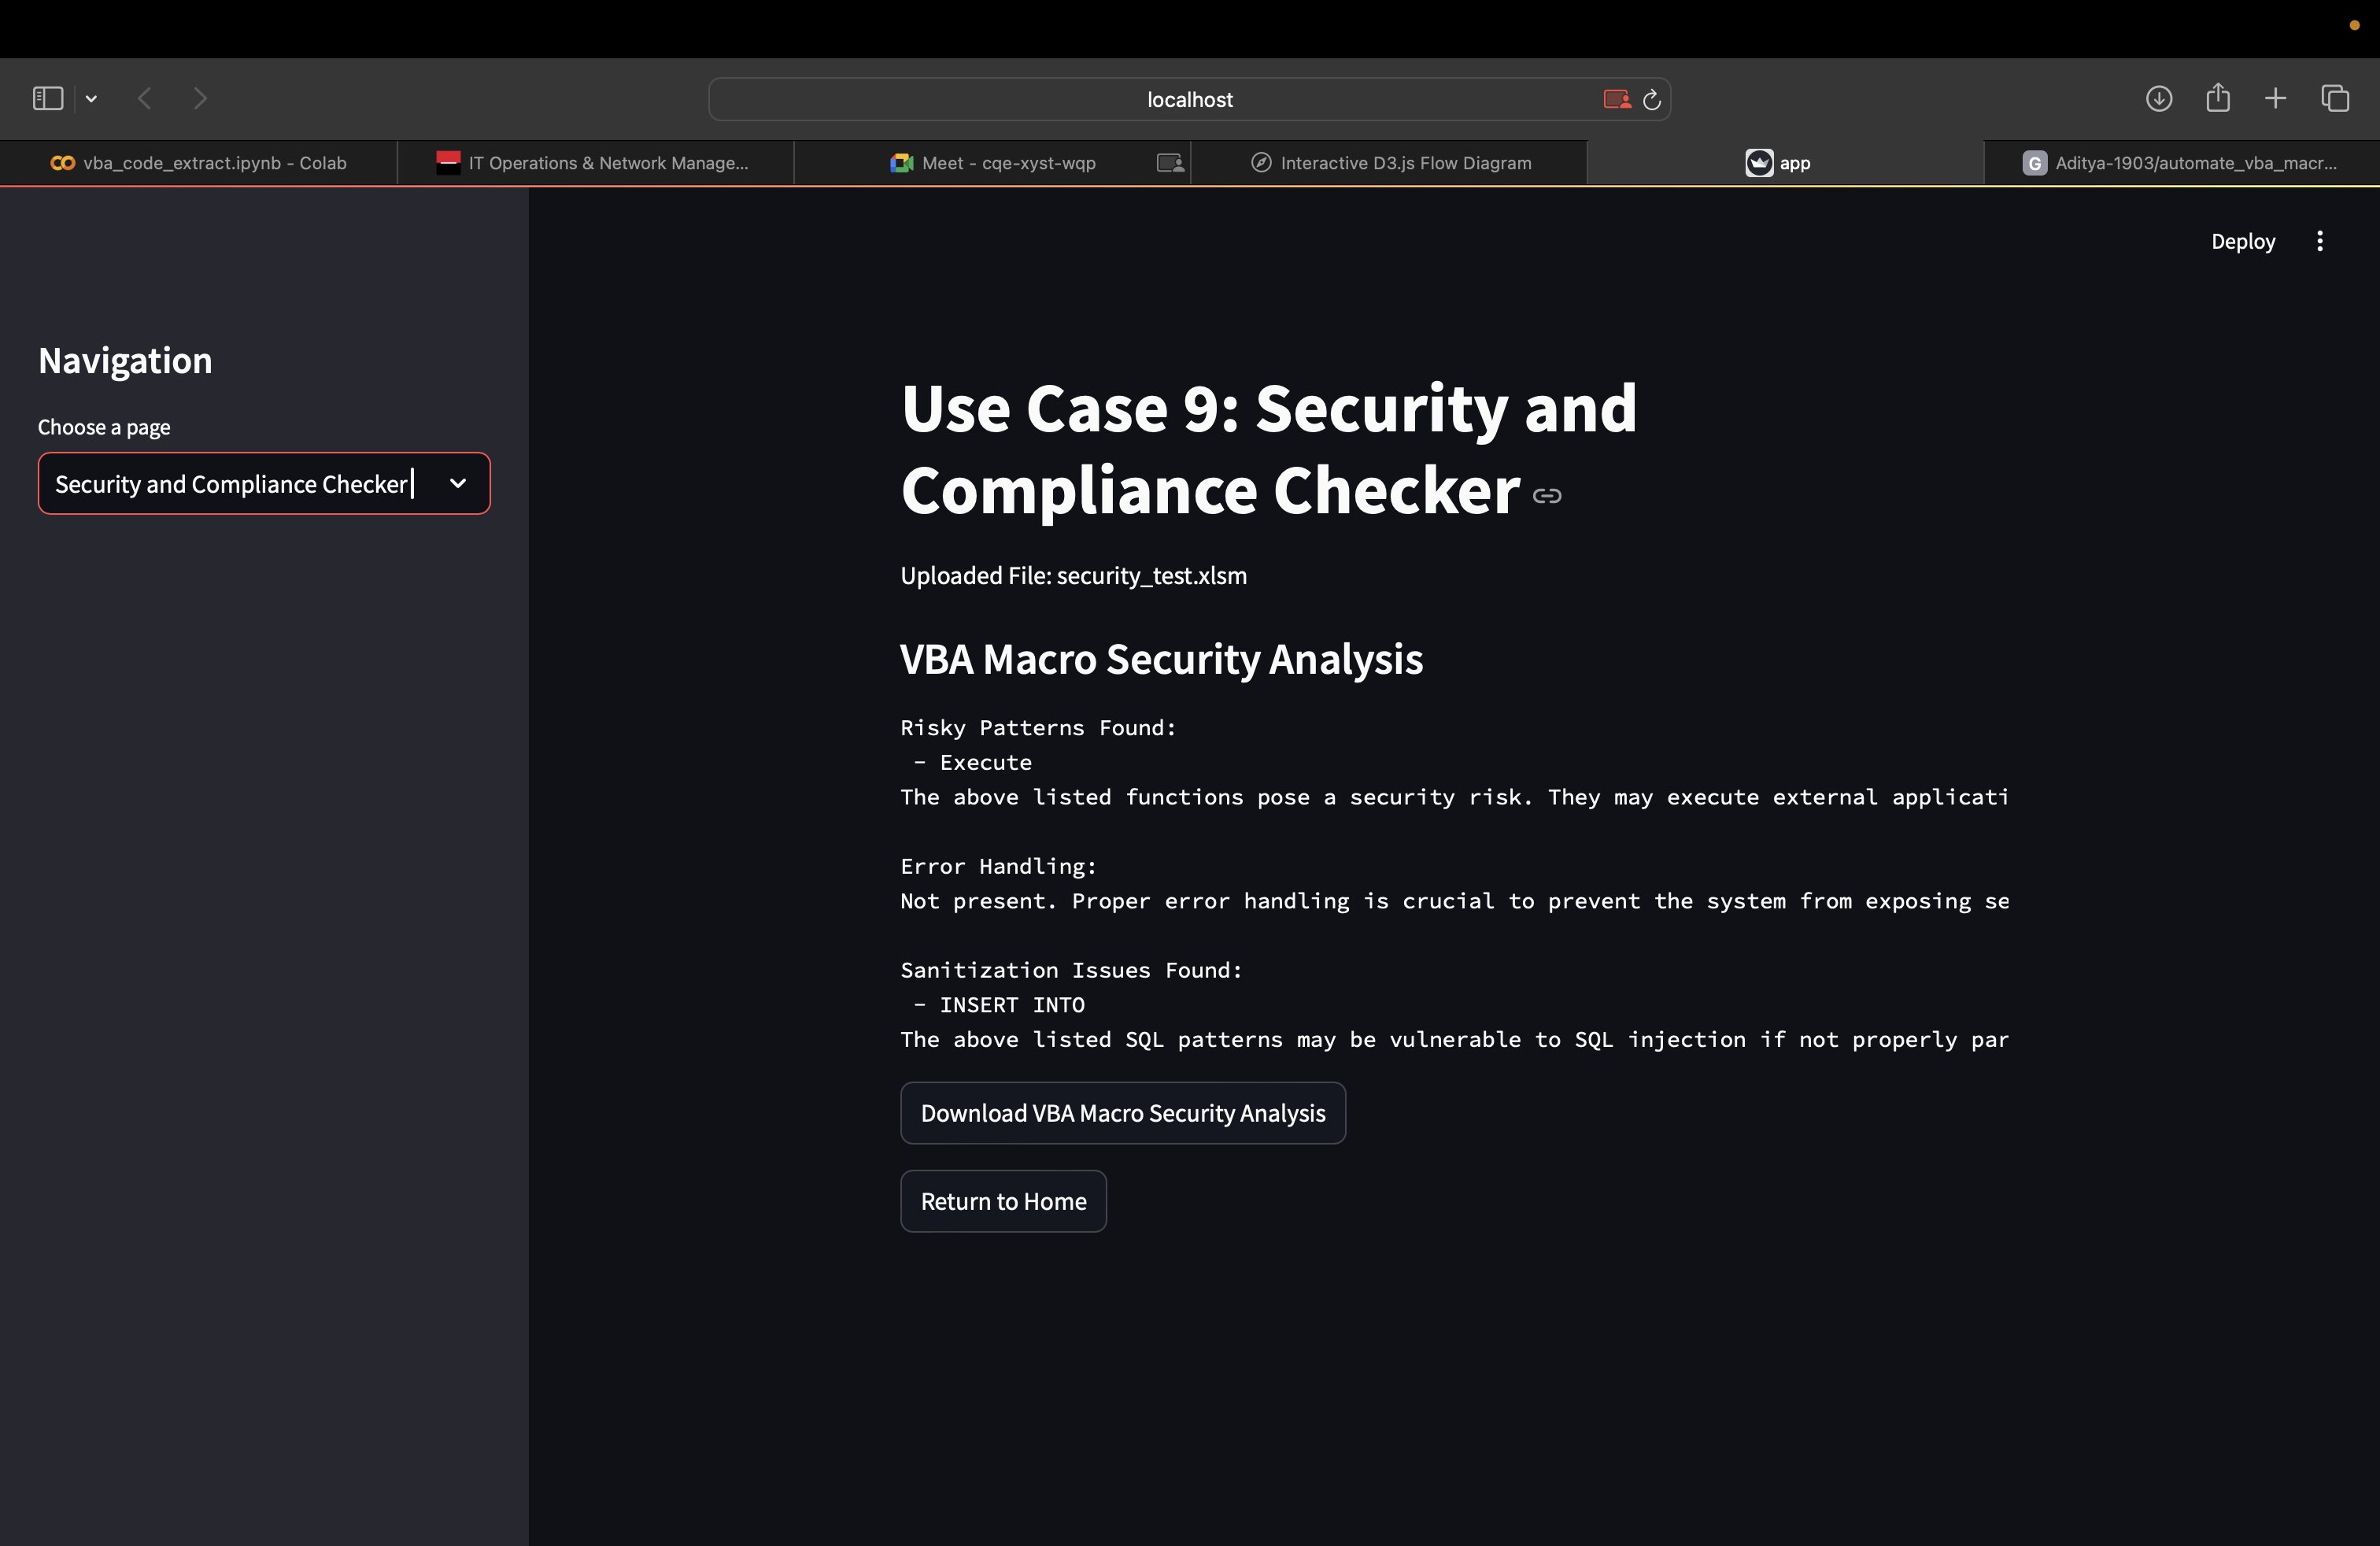 localhost
vba_code_extract.ipynb - Colab
IT Operations & Network Manage...
Meet - cqe-xyst-wqp
Interactive D3.js Flow Diagram
app
G
Aditya-1903/automate_vba_macr...
Deploy
Navigation
Choose a page
Security and Compliance Checker
Use Case 9: Security and
Compliance Checker
Uploaded File: security_test.xlsm
VBA Macro Security Analysis
Risky Patterns Found:
- Execute
The above listed functions pose a security risk. They may execute external applicati
Error Handling:
Not present. Proper error handling is crucial to prevent the system from exposing se
Sanitization Issues Found:
- INSERT INTO
The above listed SQL patterns may be vulnerable to SQL injection if not properly par
Download VBA Macro Security Analysis
Return to Home